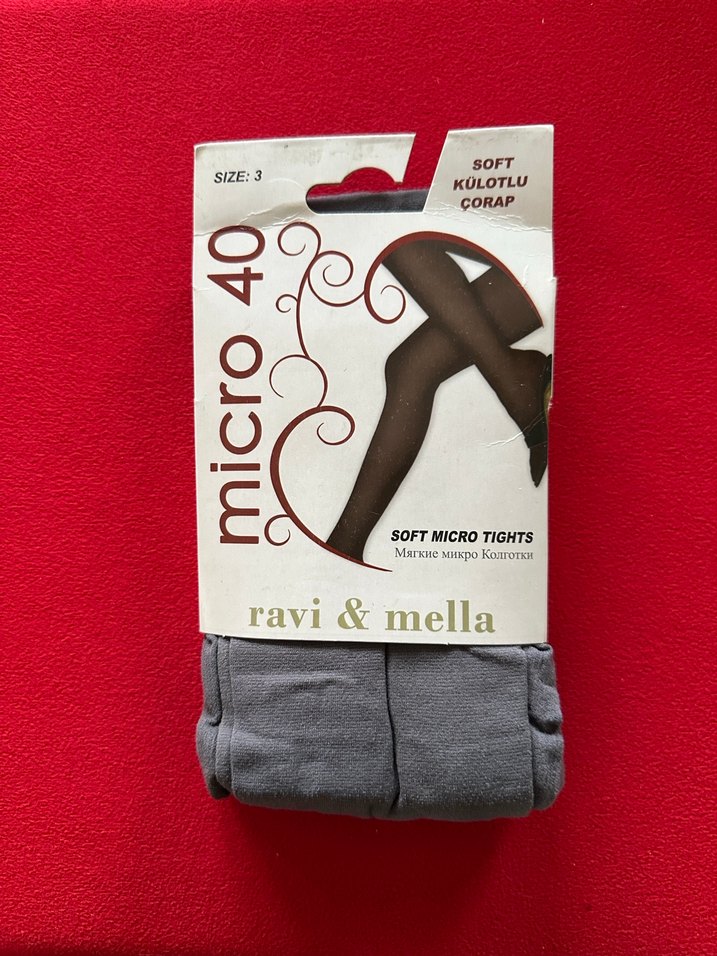 SIZE: 3
SOFT
KÜLOTLU
ÇORAP
micro 40
SOFT MICRO TIGHTS
Мягкие микро Колготки
ravi & mella